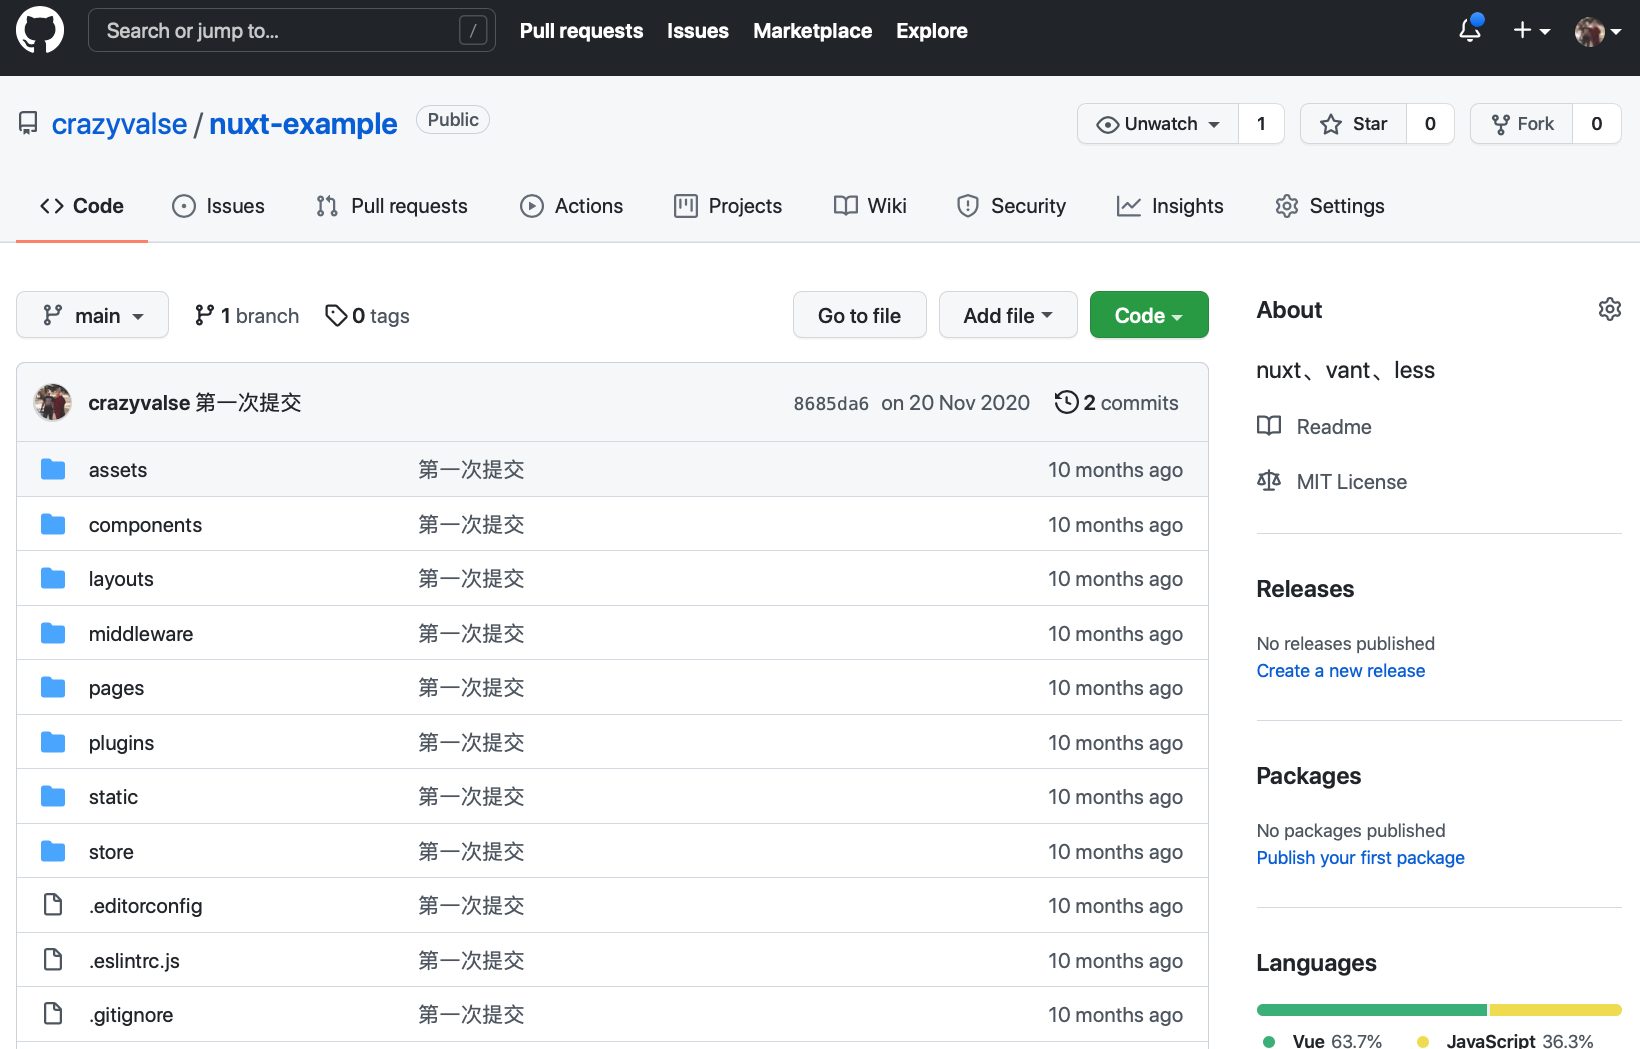 Search or jump to... /
Pull requests Issues Marketplace Explore
crazyvalse / nuxt-example Public
Unwatch 1 Star 0 Fork 0
Code Issues Pull requests Actions Projects Wiki Security Insights Settings
main 1 branch 0 tags Go to file Add file Code
crazyvalse 第一次提交 8685da6 on 20 Nov 2020 2 commits
assets 第一次提交 10 months ago
components 第一次提交 10 months ago
layouts 第一次提交 10 months ago
middleware 第一次提交 10 months ago
pages 第一次提交 10 months ago
plugins 第一次提交 10 months ago
static 第一次提交 10 months ago
store 第一次提交 10 months ago
.editorconfig 第一次提交 10 months ago
.eslintrc.js 第一次提交 10 months ago
.gitignore 第一次提交 10 months ago
About
nuxt、vant、less
Readme
MIT License
Releases
No releases published
Create a new release
Packages
No packages published
Publish your first package
Languages
Vue 63.7% JavaScript 36.3%